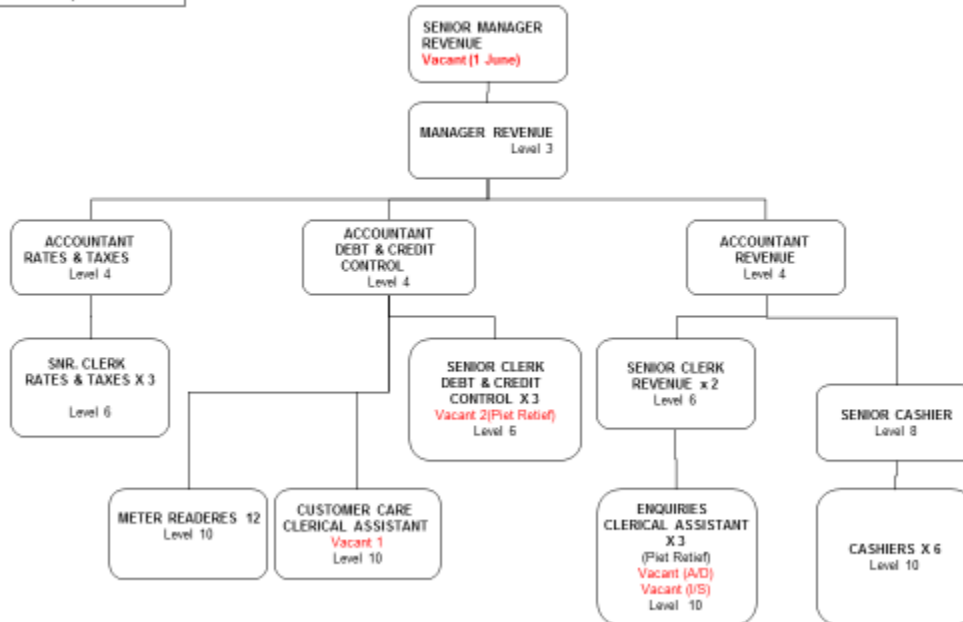 SENIOR MANAGER
REVENUE
Vacant (1 June)
MANAGER REVENUE
Level 3
ACCOUNTANT
RATES & TAXES
Level 4
ACCOUNTANT
DEBT & CREDIT
CONTROL
Level 4
ACCOUNTANT
REVENUE
Level 4
SNR. CLERK
RATES & TAXES X 3
Level 6
SENIOR CLERK
DEBT & CREDIT
CONTROL X 3
Vacant 2(Piet Retief)
Level 6
SENIOR CLERK
REVENUE x 2
Level 6
SENIOR CASHIER
Level 8
METER READERES 12
Level 10
CUSTOMER CARE
CLERICAL ASSISTANT
Vacant 1
Level 10
ENQUIRIES
CLERICAL ASSISTANT
X 3
(Piet Retief)
Vacant (A/D)
Vacant (I/S)
Level 10
CASHIERS X 6
Level 10